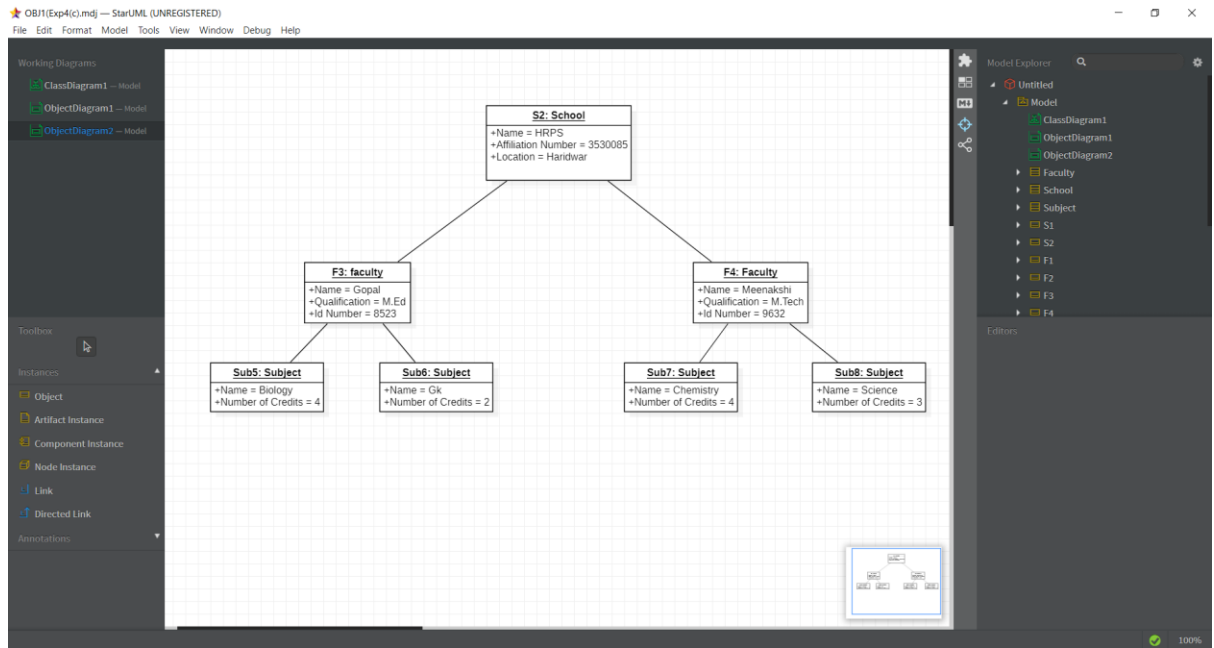 OBJ1(Exp4(c).mdj — StarUML (UNREGISTERED)
File Edit Format Model Tools View Window Debug Help
Working Diagrams
ClassDiagram1 — Model
ObjectDiagram1 — Model
ObjectDiagram2 — Model
Toolbox
Instances
Object
Artifact Instance
Component Instance
Node Instance
Link
Directed Link
Annotations
S2: School
+Name = HRPS
+Affiliation Number = 3530085
+Location = Haridwar
F3: faculty
+Name = Gopal
+Qualification = M.Ed
+Id Number = 8523
F4: Faculty
+Name = Meenakshi
+Qualification = M.Tech
+Id Number = 9632
Sub5: Subject
+Name = Biology
+Number of Credits = 4
Sub6: Subject
+Name = Gk
+Number of Credits = 2
Sub7: Subject
+Name = Chemistry
+Number of Credits = 4
Sub8: Subject
+Name = Science
+Number of Credits = 3
M
Model Explorer
Untitled
Model
ClassDiagram1
ObjectDiagram1
ObjectDiagram2
Faculty
School
Subject
S1
S2
F1
F2
F3
F4
Editors
100%